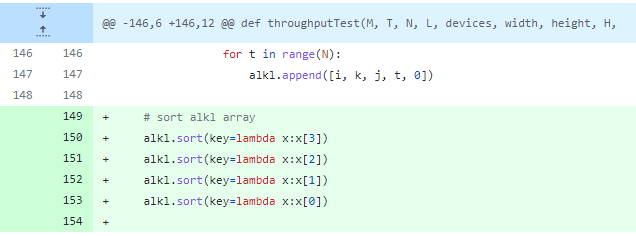 @@ -146,6 +146,12 @@ def throughputTest(M, T, N, L, devices, width, height, H,
146 146 for t in range(N):
147 147 alkl.append([i, k, j, t, 0])
148 148
149 + # sort alkl array
150 + alkl.sort(key=lambda x:x[3])
151 + alkl.sort(key=lambda x:x[2])
152 + alkl.sort(key=lambda x:x[1])
153 + alkl.sort(key=lambda x:x[0])
154 +